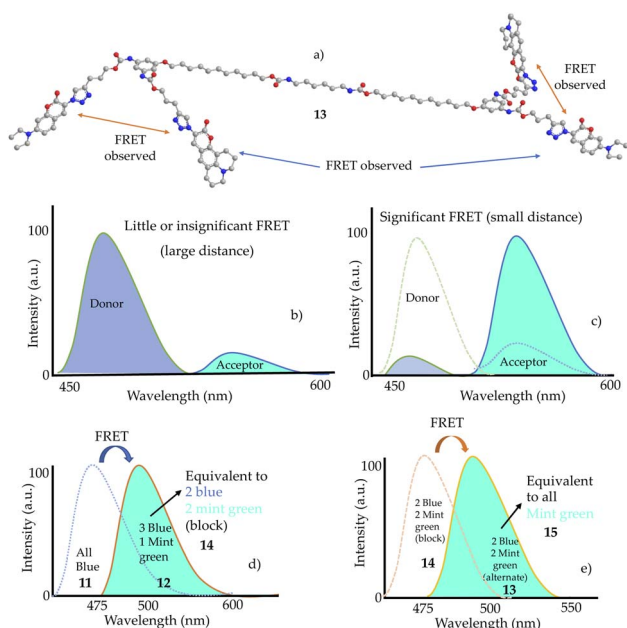 a)
FRET
observed
13
FRET
observed
FRET observed
100
Intensity (a.u.)
0
Little or insignificant FRET
(large distance)
Donor
b)
Acceptor
450
600
Wavelength (nm)
Significant FRET (small distance)
100
Intensity (a.u.)
0
Donor
c)
Acceptor
450
600
Wavelength (nm)
FRET
100
Intensity (a.u.)
0
Equivalent to
2 blue
2 mint green
(block)
14
3 Blue
1 Mint
green
All
Blue
11
12
d)
475
500
600
Wavelength (nm)
FRET
100
Intensity (a.u.)
0
Equivalent
to all
Mint green
15
2 Blue
2 Mint
green
(block)
14
2 Blue
2 Mint
green
(alternate)
13
e)
475
500
550
Wavelength (nm)